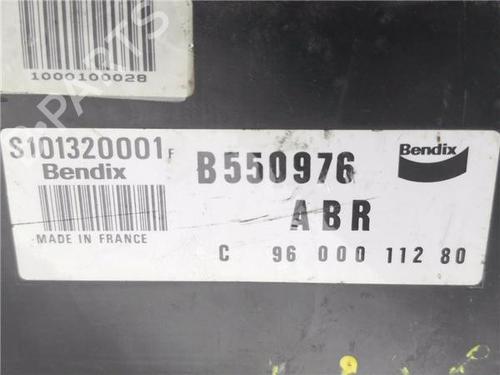 1000100028
S101320001F
Bendix
MADE IN FRANCE
B550976
Bendix
ABR
C 96 000 112 80